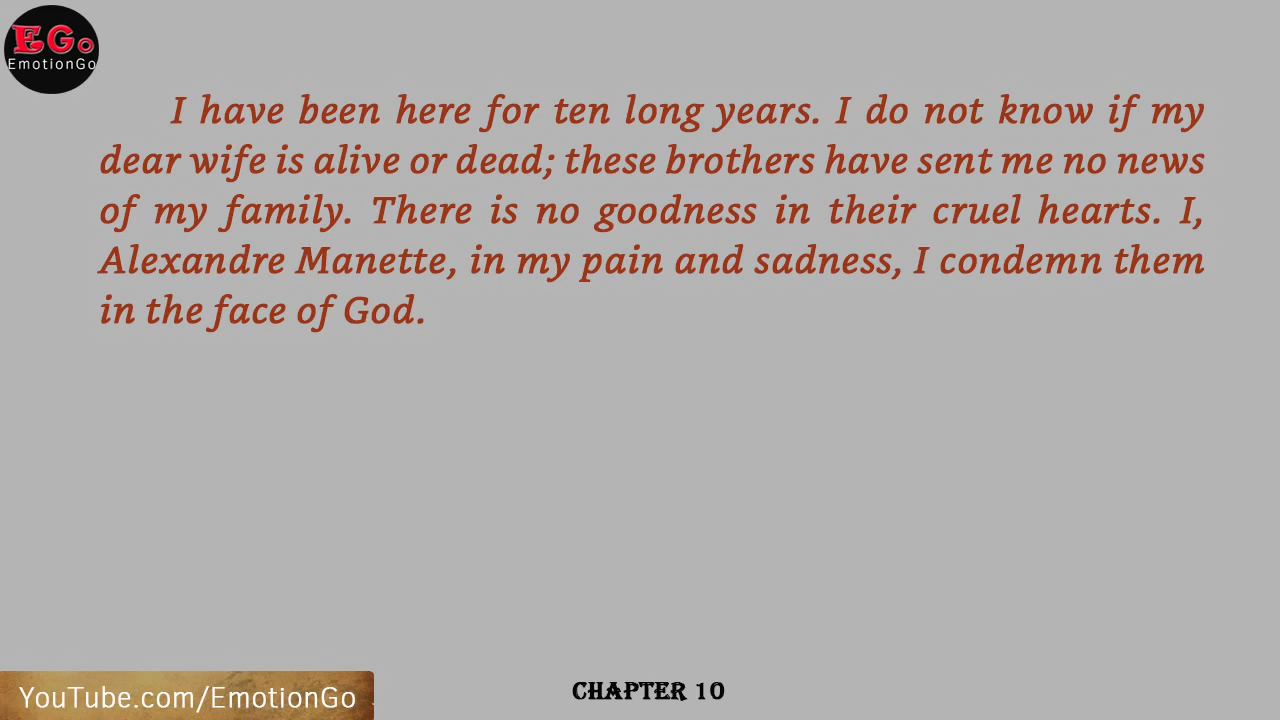 EGo
EmotionGo
I have been here for ten long years. I do not know if my
dear wife is alive or dead; these brothers have sent me no news
of my family. There is no goodness in their cruel hearts. I,
Alexandre Manette, in my pain and sadness, I condemn them
in the face of God.
YouTube.com/EmotionGo
CHAPTER 10